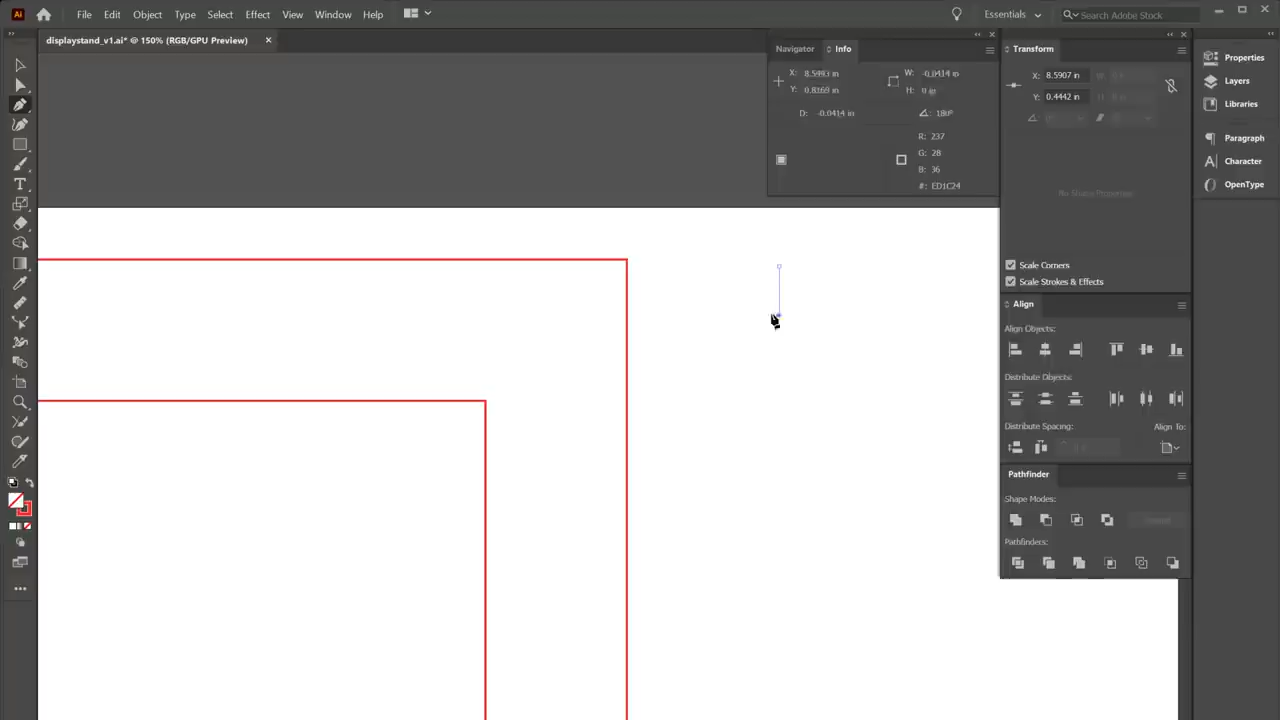 Ai File Edit Object Type Select Effect View Window Help Essentials Search Adobe Stock
displaystand_v1.ai* @ 150% (RGB/GPU Preview) ×
Navigator Info
X: 8.5493 in W: -0.0414 in
Y: 0.8169 in H: 0 in
D: -0.0414 in 180°
R: 237
G: 28
B: 36
#: ED1C24
Transform
X: 8.5907 in W:
Y: 0.4442 in
No Shape Properties
Scale Corners
Scale Strokes & Effects
Align
Align Objects:
Distribute Objects:
Distribute Spacing: Align To:
Pathfinder
Shape Modes:
Pathfinders:
Properties
Layers
Libraries
Paragraph
Character
OpenType